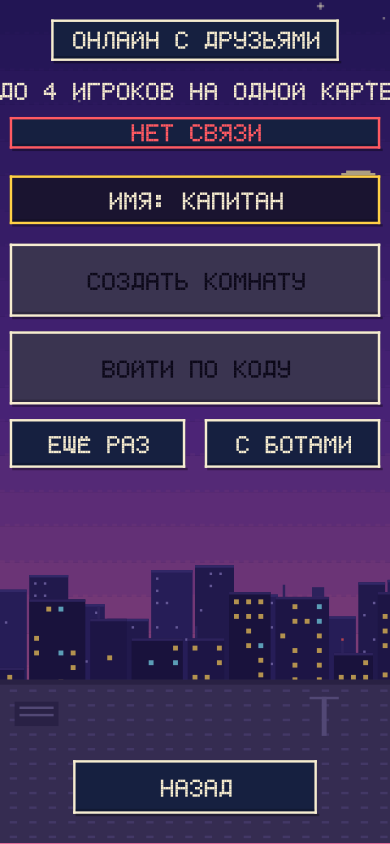 ОНЛАЙН С ДРУЗЬЯМИ
ДО 4 ИГРОКОВ НА ОДНОЙ КАРТЕ
НЕТ СВЯЗИ
ИМЯ: КАПИТАН
СОЗДАТЬ КОМНАТУ
ВОЙТИ ПО КОДУ
ЕЩЁ РАЗ
С БОТАМИ
НАЗАД